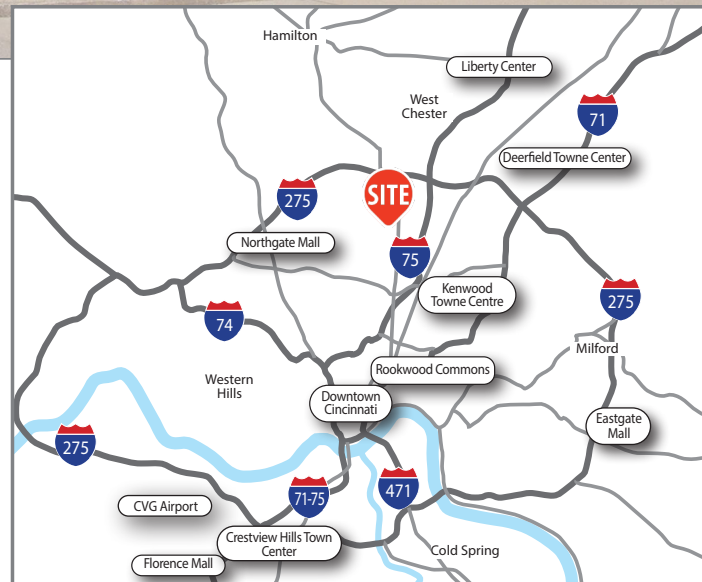 Hamilton
Liberty Center
West
Chester
71
Deerfield Towne Center
SITE
275
Northgate Mall
75
Kenwood
Towne Centre
275
74
Milford
Rookwood Commons
Western
Hills
Downtown
Cincinnati
Eastgate
Mall
275
CVG Airport
71-75
471
Crestview Hills Town
Center
Cold Spring
Florence Mall